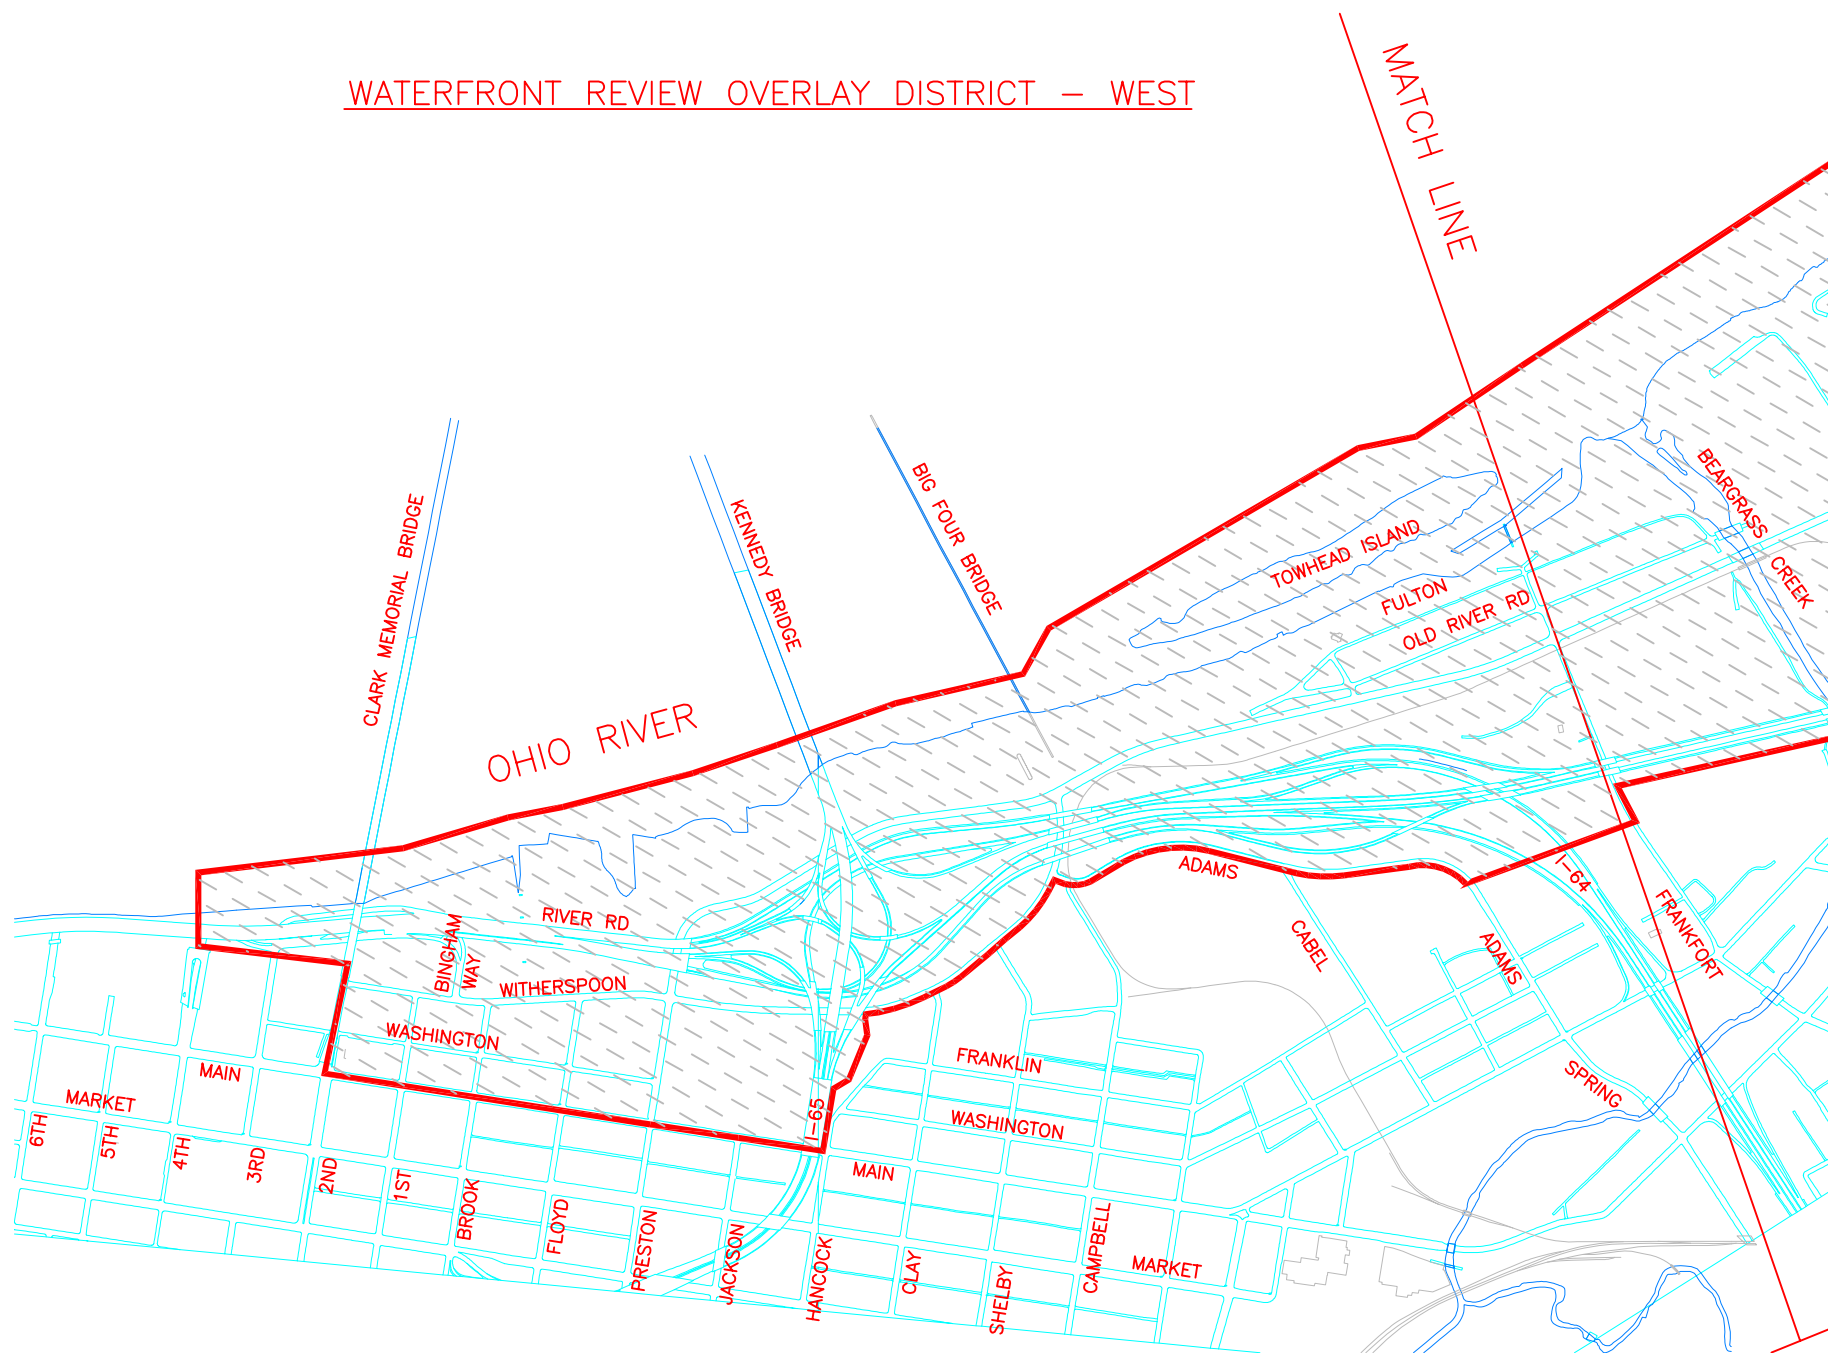 WATERFRONT REVIEW OVERLAY DISTRICT - WEST
MATCH LINE
CLARK MEMORIAL BRIDGE
KENNEDY BRIDGE
BIG FOUR BRIDGE
OHIO RIVER
TOWHEAD ISLAND
FULTON
OLD RIVER RD
BEARGRASS
CREEK
ADAMS
I-64
RIVER RD
BINGHAM
WAY
WITHERSPOON
WASHINGTON
CABEL
ADAMS
FRANKFORT
MAIN
MARKET
FRANKLIN
WASHINGTON
SPRING
I-65
MAIN
MARKET
6TH
5TH
4TH
3RD
2ND
1ST
BROOK
FLOYD
PRESTON
JACKSON
HANCOCK
CLAY
SHELBY
CAMPBELL